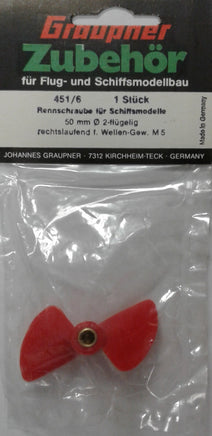 Graupner
Zubehör
für Flug- und Schiffsmodellbau
451/6 1 Stück
Rennschraube für Schiffsmodelle
50 mm Ø 2-flügelig
rechtslaufend f. Wellen-Gew. M 5
Made in Germany
JOHANNES GRAUPNER · 7312 KIRCHHEIM-TECK · GERMANY